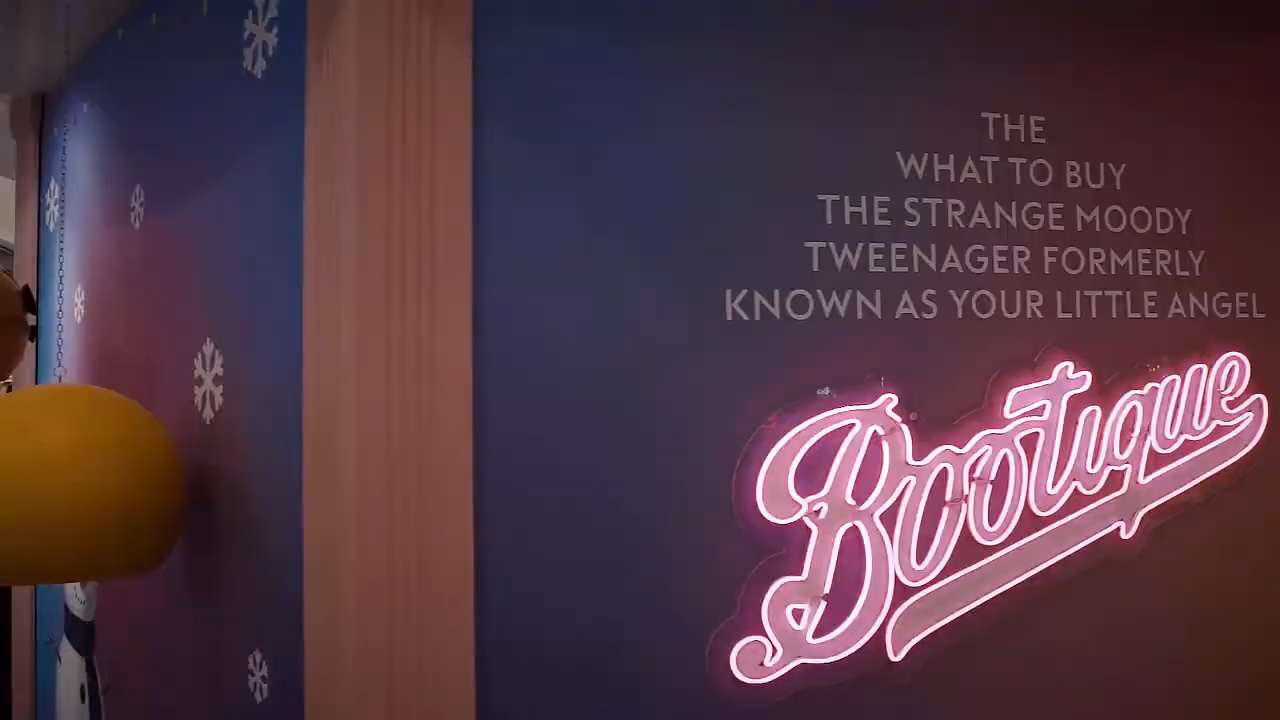 THE
WHAT TO BUY
THE STRANGE MOODY
TWEENAGER FORMERLY
KNOWN AS YOUR LITTLE ANGEL
Bootique